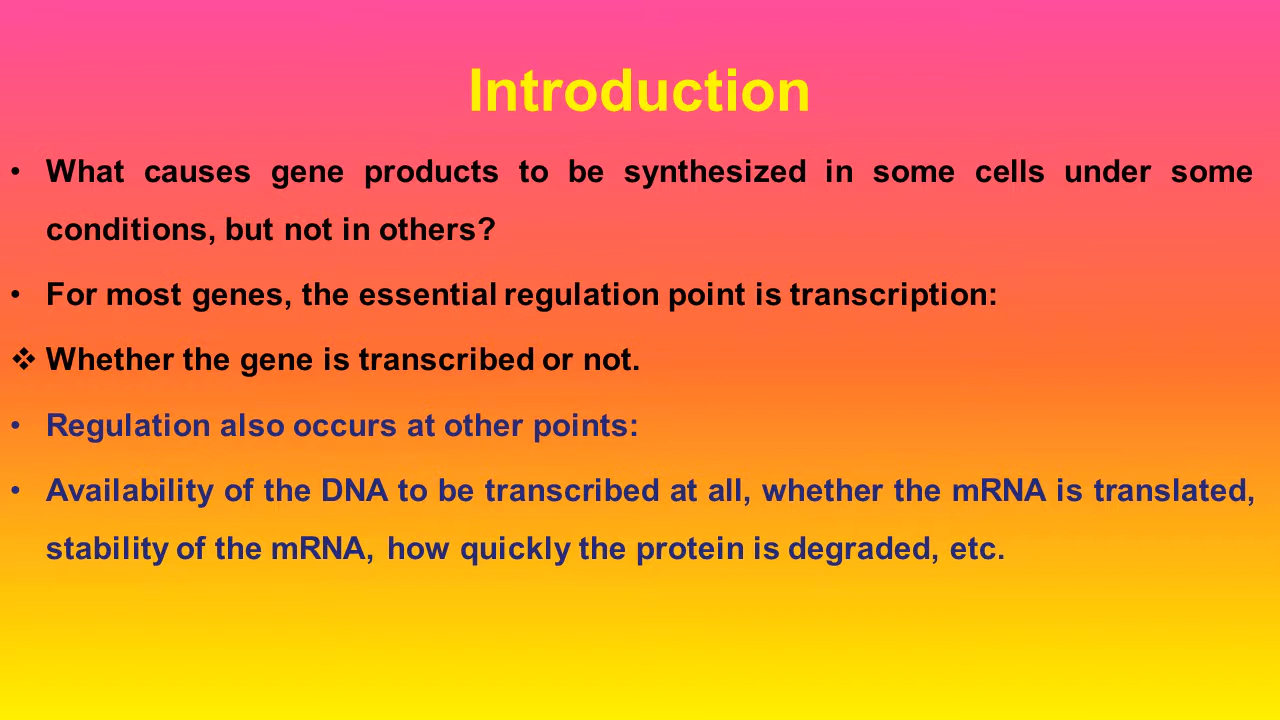 Introduction
• What causes gene products to be synthesized in some cells under some
conditions, but not in others?
• For most genes, the essential regulation point is transcription:
❖ Whether the gene is transcribed or not.
• Regulation also occurs at other points:
• Availability of the DNA to be transcribed at all, whether the mRNA is translated,
stability of the mRNA, how quickly the protein is degraded, etc.